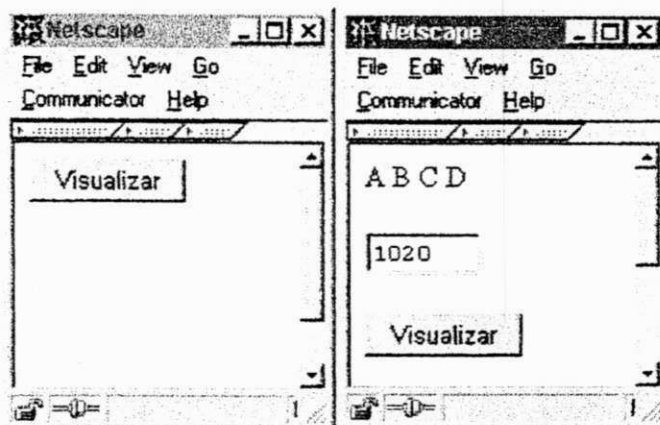 Netscape
File Edit View Go
Communicator Help
Visualizar
Netscape
File Edit View Go
Communicator Help
A B C D
1020
Visualizar